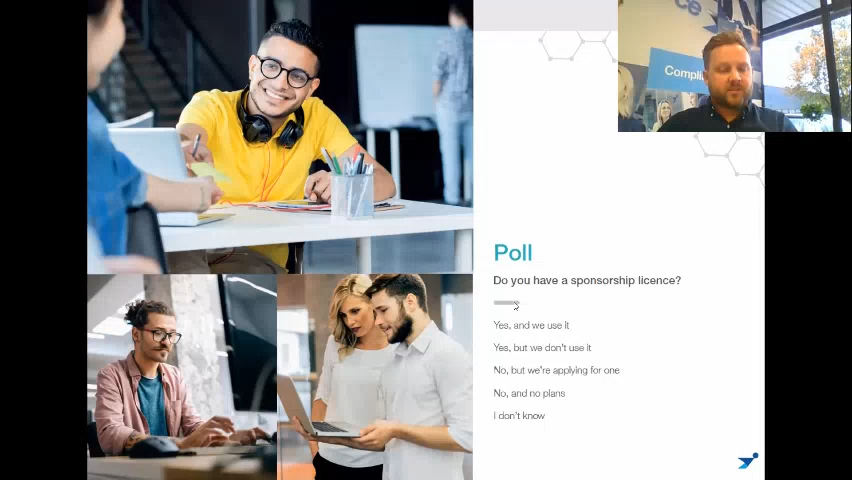 ce
Compli
Poll
Do you have a sponsorship licence?
Yes, and we use it
Yes, but we don't use it
No, but we're applying for one
No, and no plans
I don't know